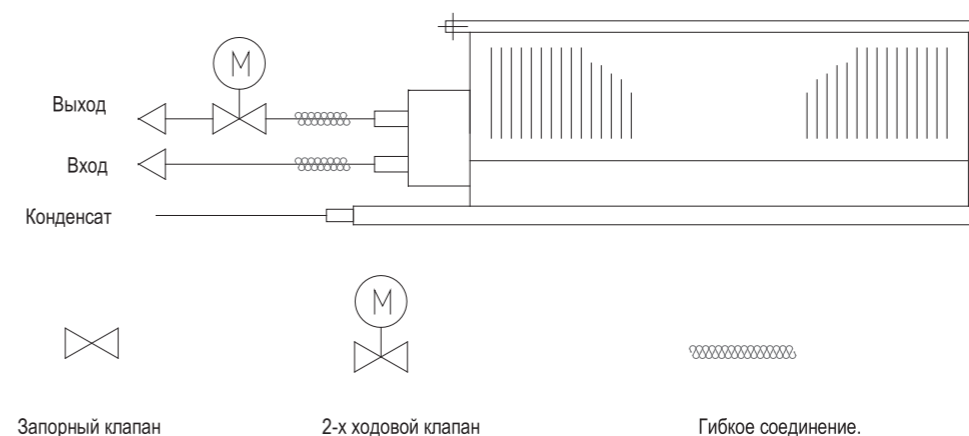 M
Выход
Вход
Конденсат
M
Запорный клапан
2-х ходовой клапан
Гибкое соединение.